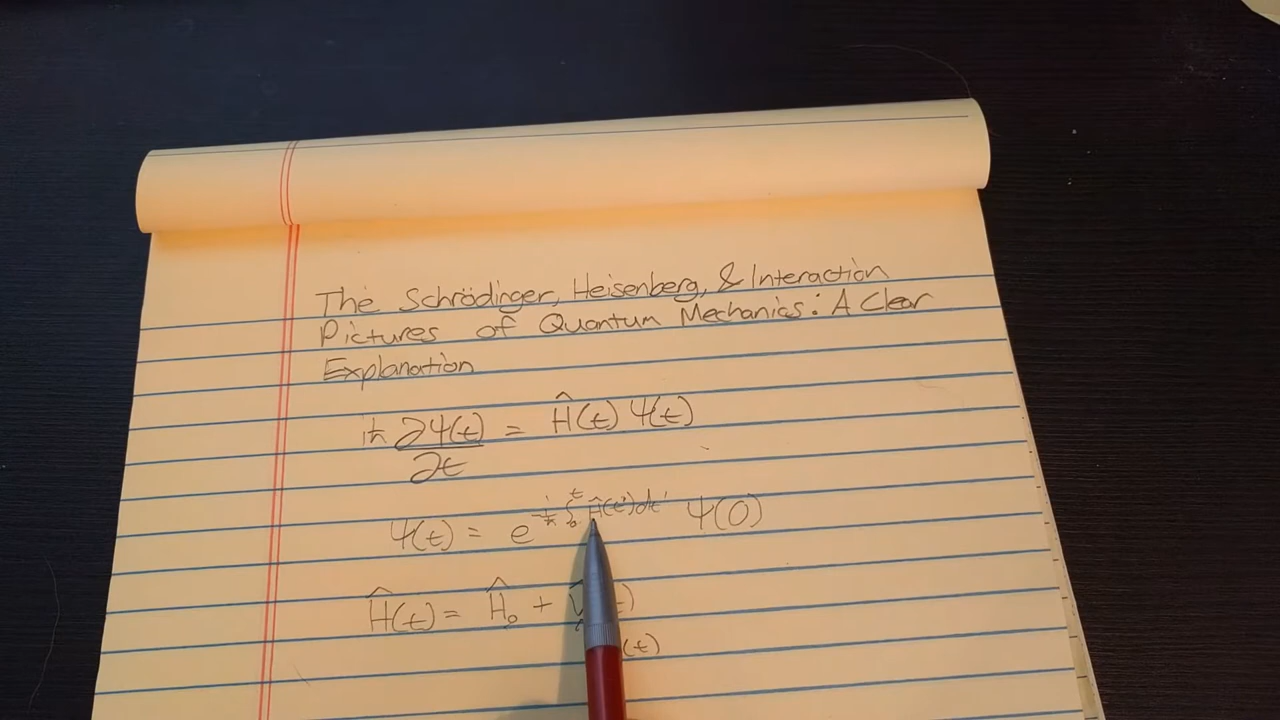 The Schrödinger, Heisenberg, & Interaction
Pictures of Quantum Mechanics: A Clear
Explanation
iħ ∂Ψ(t)/∂t = Ĥ(t) Ψ(t)
Ψ(t) = e^{-i/ħ ∫₀ᵗ Ĥ(t')dt'} Ψ(0)
Ĥ(t) = Ĥ₀ + t)
(t)